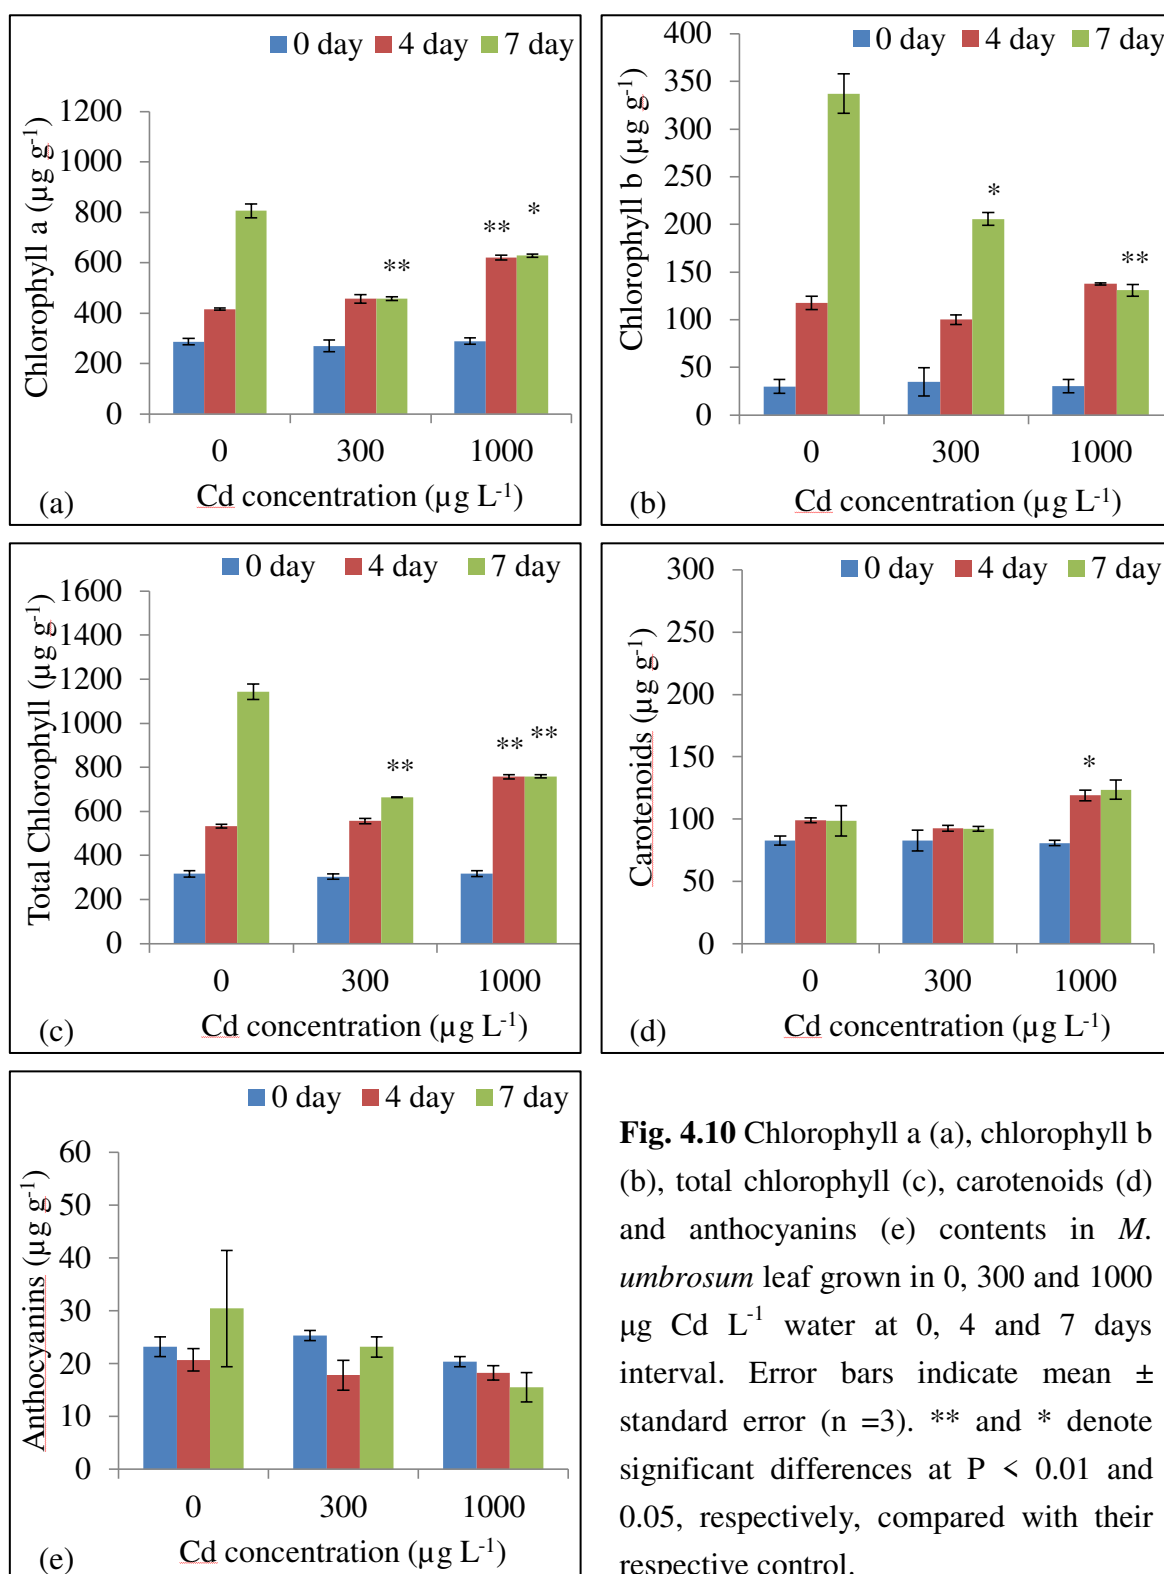 0 day 4 day 7 day
Chlorophyll a (µg g-1)
1200
1000
800
600
400
200
0
**
**
*
0 300 1000
Cd concentration (µg L-1)
(a)
0 day 4 day 7 day
Chlorophyll b (µg g-1)
400
350
300
250
200
150
100
50
0
*
**
0 300 1000
Cd concentration (µg L-1)
(b)
0 day 4 day 7 day
Total Chlorophyll (µg g-1)
1600
1400
1200
1000
800
600
400
200
0
**
**
**
0 300 1000
Cd concentration (µg L-1)
(c)
0 day 4 day 7 day
Carotenoids (µg g-1)
300
250
200
150
100
50
0
*
0 300 1000
Cd concentration (µg L-1)
(d)
0 day 4 day 7 day
Anthocyanins (µg g-1)
60
50
40
30
20
10
0
0 300 1000
Cd concentration (µg L-1)
(e)
Fig. 4.10 Chlorophyll a (a), chlorophyll b
(b), total chlorophyll (c), carotenoids (d)
and anthocyanins (e) contents in M.
umbrosum leaf grown in 0, 300 and 1000
µg Cd L-1 water at 0, 4 and 7 days
interval. Error bars indicate mean ±
standard error (n =3). ** and * denote
significant differences at P < 0.01 and
0.05, respectively, compared with their
respective control.